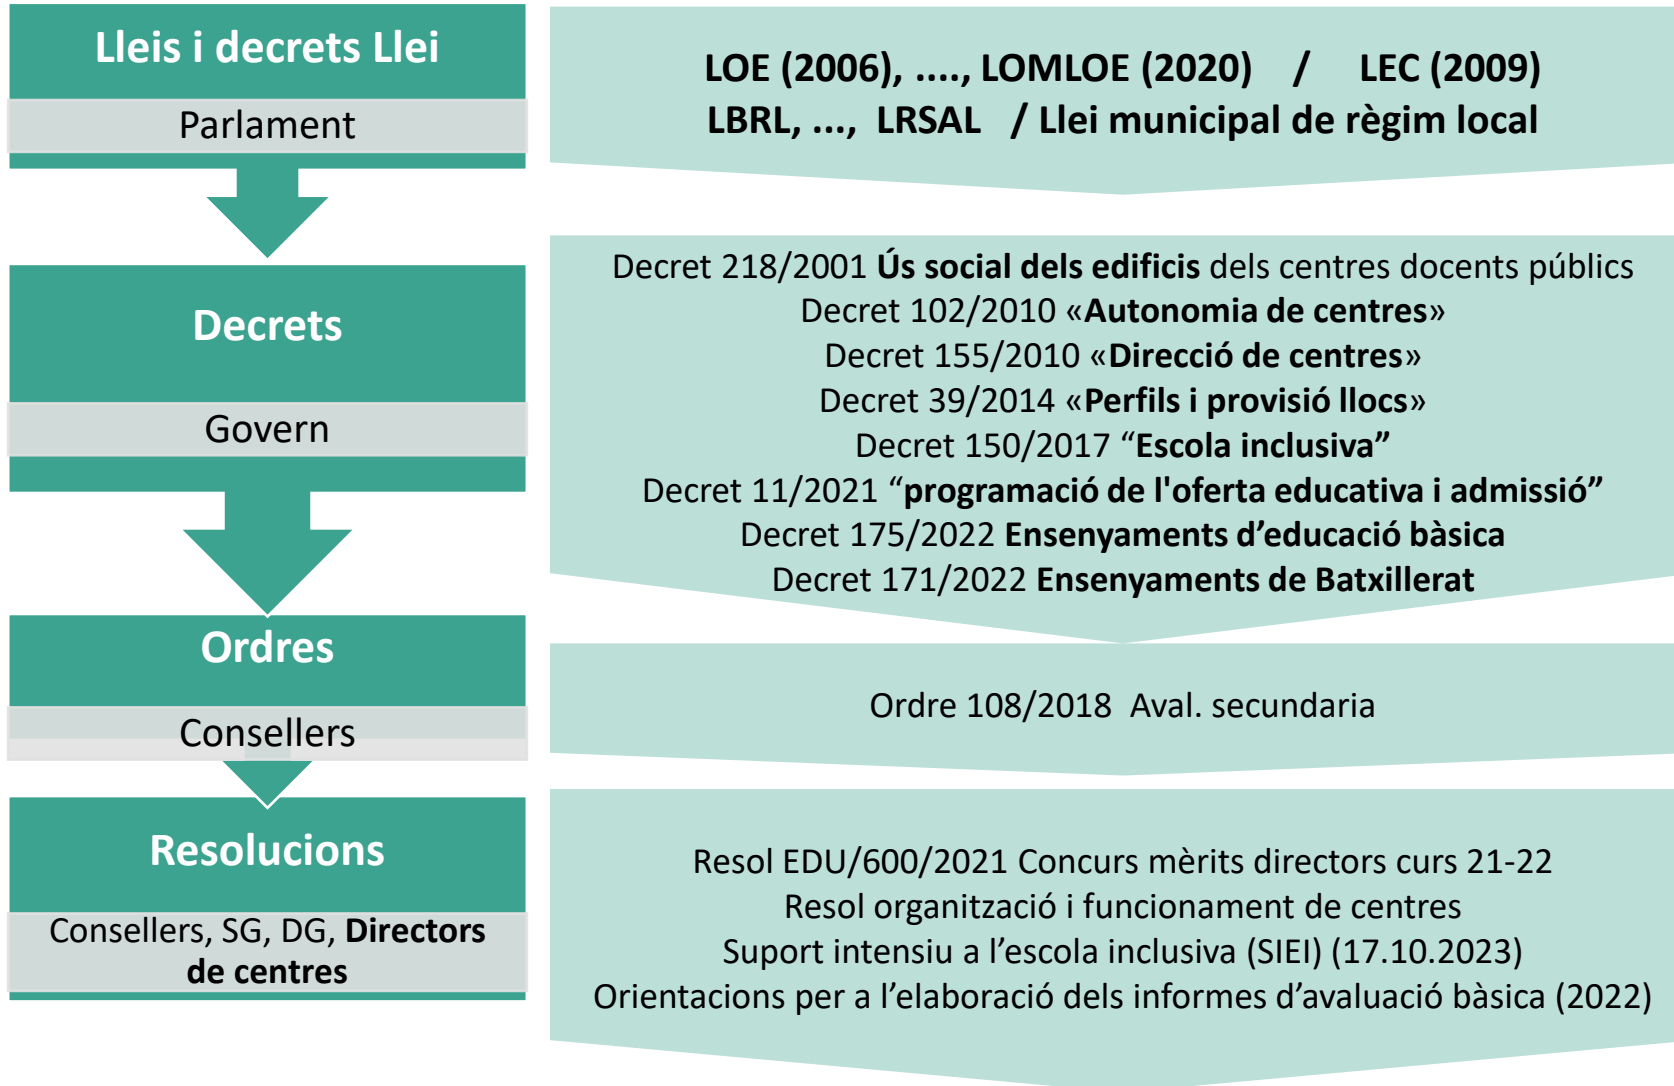 Lleis i decrets Llei
Parlament
LOE (2006), ...., LOMLOE (2020) / LEC (2009)
LBRL, ..., LRSAL / Llei municipal de règim local
Decrets
Govern
Decret 218/2001 Ús social dels edificis dels centres docents públics
Decret 102/2010 «Autonomia de centres»
Decret 155/2010 «Direcció de centres»
Decret 39/2014 «Perfils i provisió llocs»
Decret 150/2017 “Escola inclusiva”
Decret 11/2021 “programació de l'oferta educativa i admissió”
Decret 175/2022 Ensenyaments d’educació bàsica
Decret 171/2022 Ensenyaments de Batxillerat
Ordres
Consellers
Ordre 108/2018 Aval. secundaria
Resolucions
Consellers, SG, DG, Directors
de centres
Resol EDU/600/2021 Concurs mèrits directors curs 21-22
Resol organització i funcionament de centres
Suport intensiu a l’escola inclusiva (SIEI) (17.10.2023)
Orientacions per a l’elaboració dels informes d’avaluació bàsica (2022)